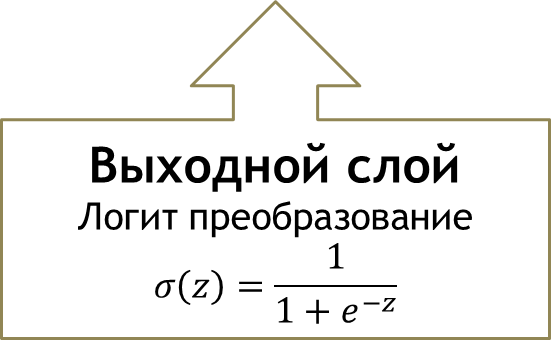 Выходной слой
Логит преобразование
σ(z) = 1 / (1 + e^{−z})